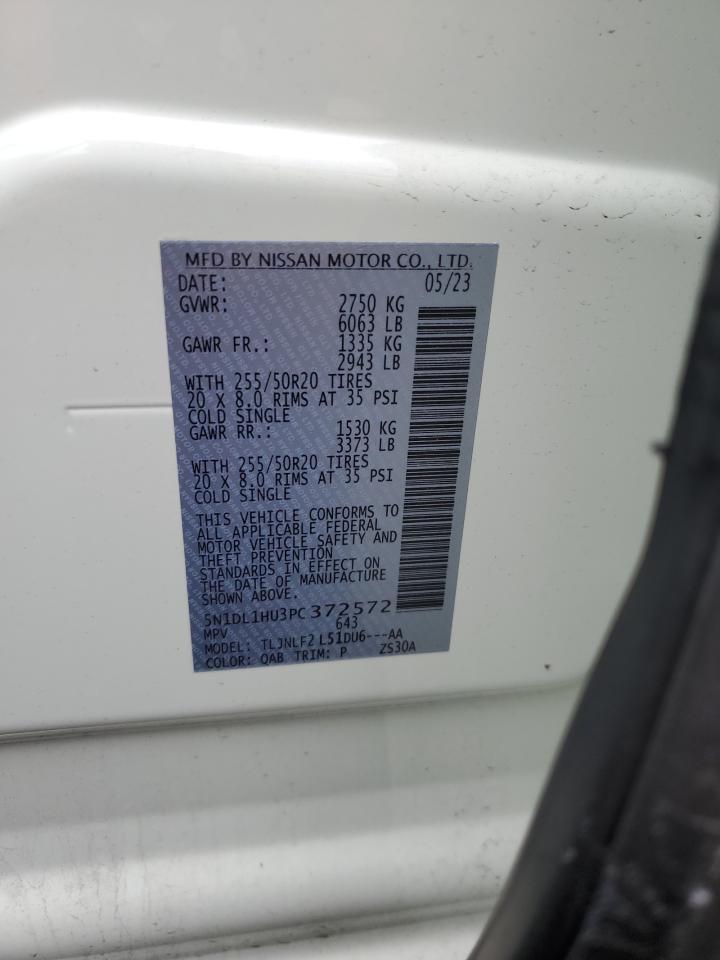 MFD BY NISSAN MOTOR CO., LTD.
DATE: 05/23
GVWR: 2750 KG
6063 LB
GAWR FR.: 1335 KG
2943 LB
WITH 255/50R20 TIRES
20 X 8.0 RIMS AT 35 PSI
COLD SINGLE
GAWR RR.: 1530 KG
3373 LB
WITH 255/50R20 TIRES
20 X 8.0 RIMS AT 35 PSI
COLD SINGLE
THIS VEHICLE CONFORMS TO
ALL APPLICABLE FEDERAL
MOTOR VEHICLE SAFETY AND
THEFT PREVENTION
STANDARDS IN EFFECT ON
THE DATE OF MANUFACTURE
SHOWN ABOVE.
5N1DL1HU3PC372572
MPV 643
MODEL: TLJNLF2 L51DU6---AA
COLOR: QAB TRIM: P ZS30A